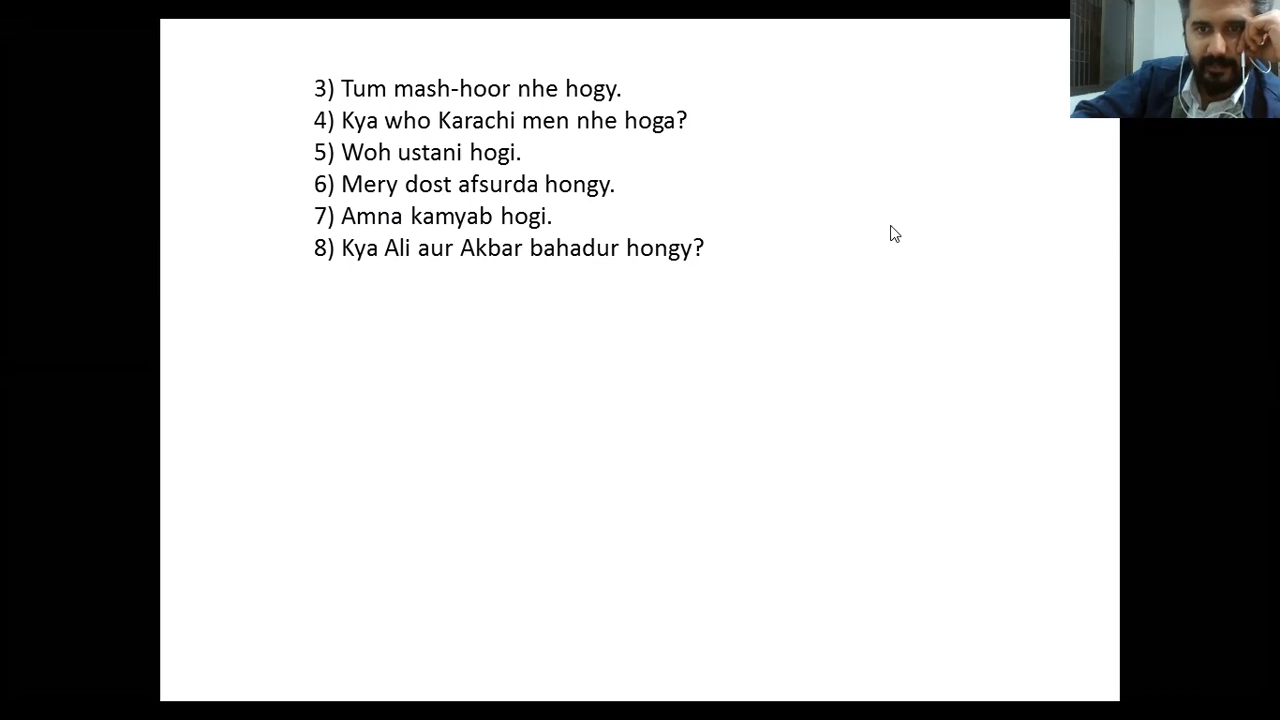 3) Tum mash-hoor nhe hogy.
4) Kya who Karachi men nhe hoga?
5) Woh ustani hogi.
6) Mery dost afsurda hongy.
7) Amna kamyab hogi.
8) Kya Ali aur Akbar bahadur hongy?